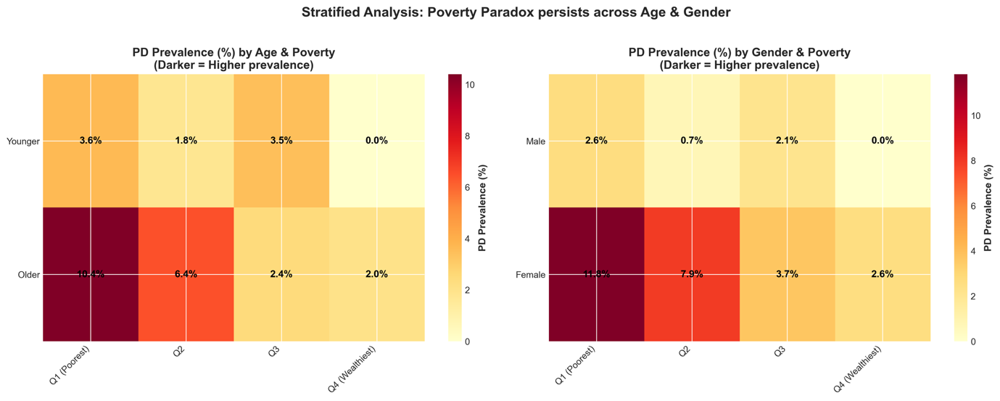 Stratified Analysis: Poverty Paradox persists across Age & Gender
PD Prevalence (%) by Age & Poverty
(Darker = Higher prevalence)
Younger
3.6%
1.8%
3.5%
0.0%
Older
10.4%
6.4%
2.4%
2.0%
Q1 (Poorest)
Q2
Q3
Q4 (Wealthiest)
10
8
6
4
2
0
PD Prevalence (%)
PD Prevalence (%) by Gender & Poverty
(Darker = Higher prevalence)
Male
2.6%
0.7%
2.1%
0.0%
Female
11.8%
7.9%
3.7%
2.6%
Q1 (Poorest)
Q2
Q3
Q4 (Wealthiest)
10
8
6
4
2
0
PD Prevalence (%)